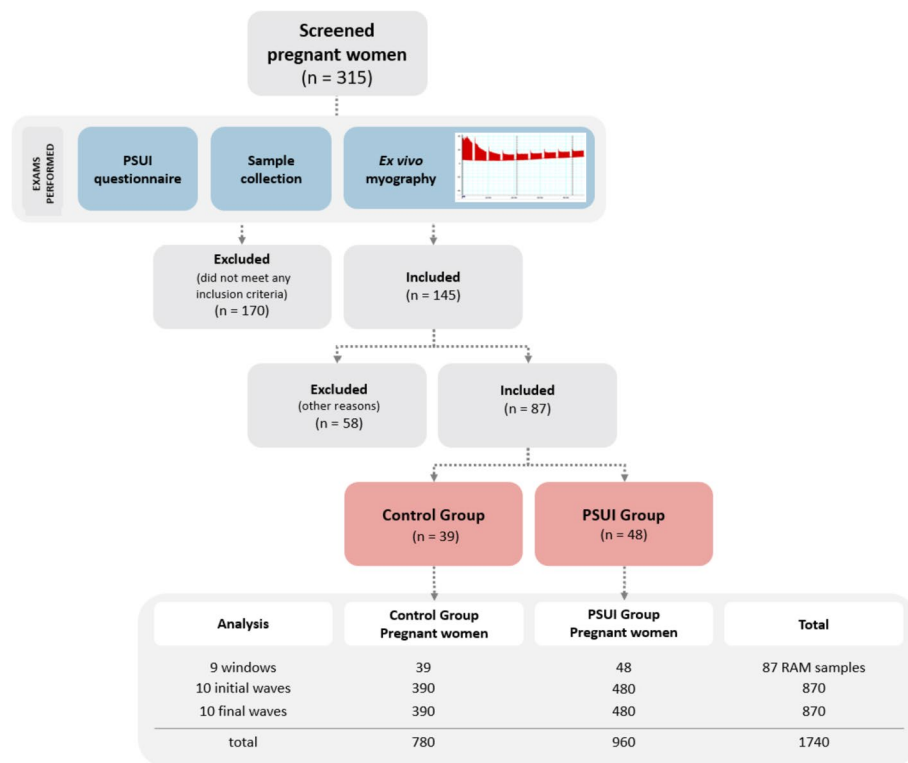 Screened
pregnant women
(n = 315)
EXAMS
PERFORMED
PSUI
questionnaire
Sample
collection
Ex vivo
myography
Excluded
(did not meet any
inclusion criteria)
(n = 170)
Included
(n = 145)
Excluded
(other reasons)
(n = 58)
Included
(n = 87)
Control Group
(n = 39)
PSUI Group
(n = 48)
Analysis
Control Group
Pregnant women
PSUI Group
Pregnant women
Total
9 windows 39 48 87 RAM samples
10 initial waves 390 480 870
10 final waves 390 480 870
total 780 960 1740